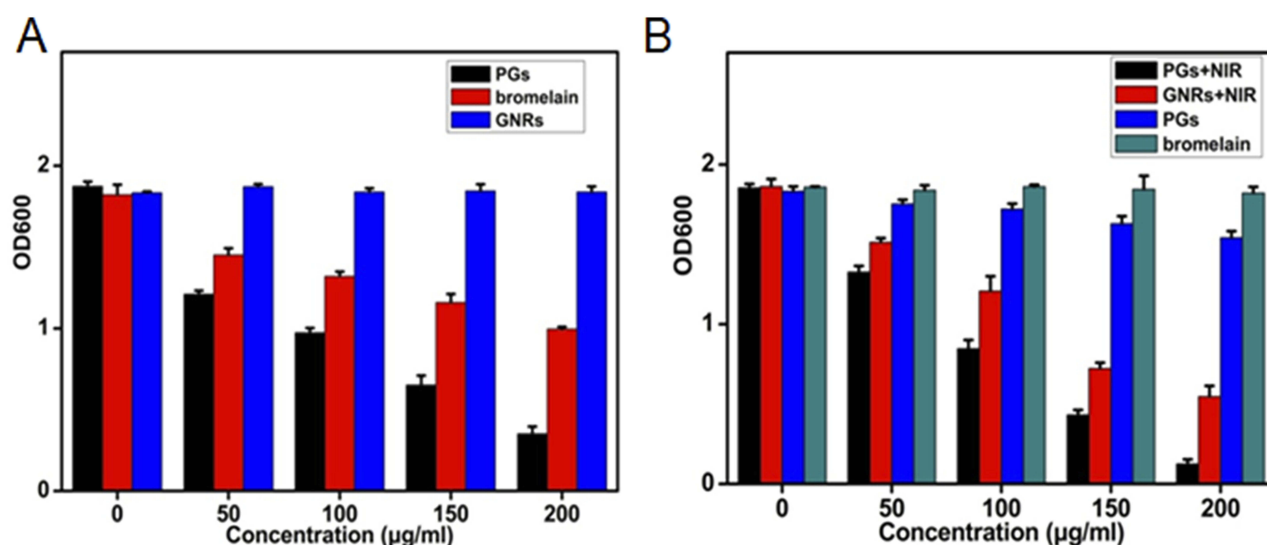 A
PGs
bromelain
GNRs
OD600
2
1
0
0 50 100 150 200
Concentration (µg/ml)
B
PGs+NIR
GNRs+NIR
PGs
bromelain
OD600
2
1
0
0 50 100 150 200
Concentration (µg/ml)